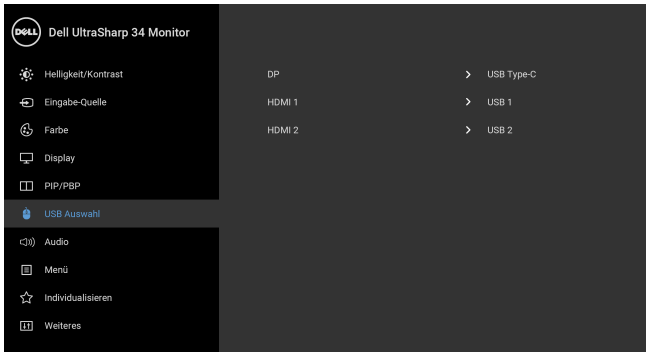 DELL Dell UltraSharp 34 Monitor
Helligkeit/Kontrast
DP
USB Type-C
Eingabe-Quelle
HDMI 1
USB 1
Farbe
HDMI 2
USB 2
Display
PIP/PBP
USB Auswahl
Audio
Menü
Individualisieren
Weiteres